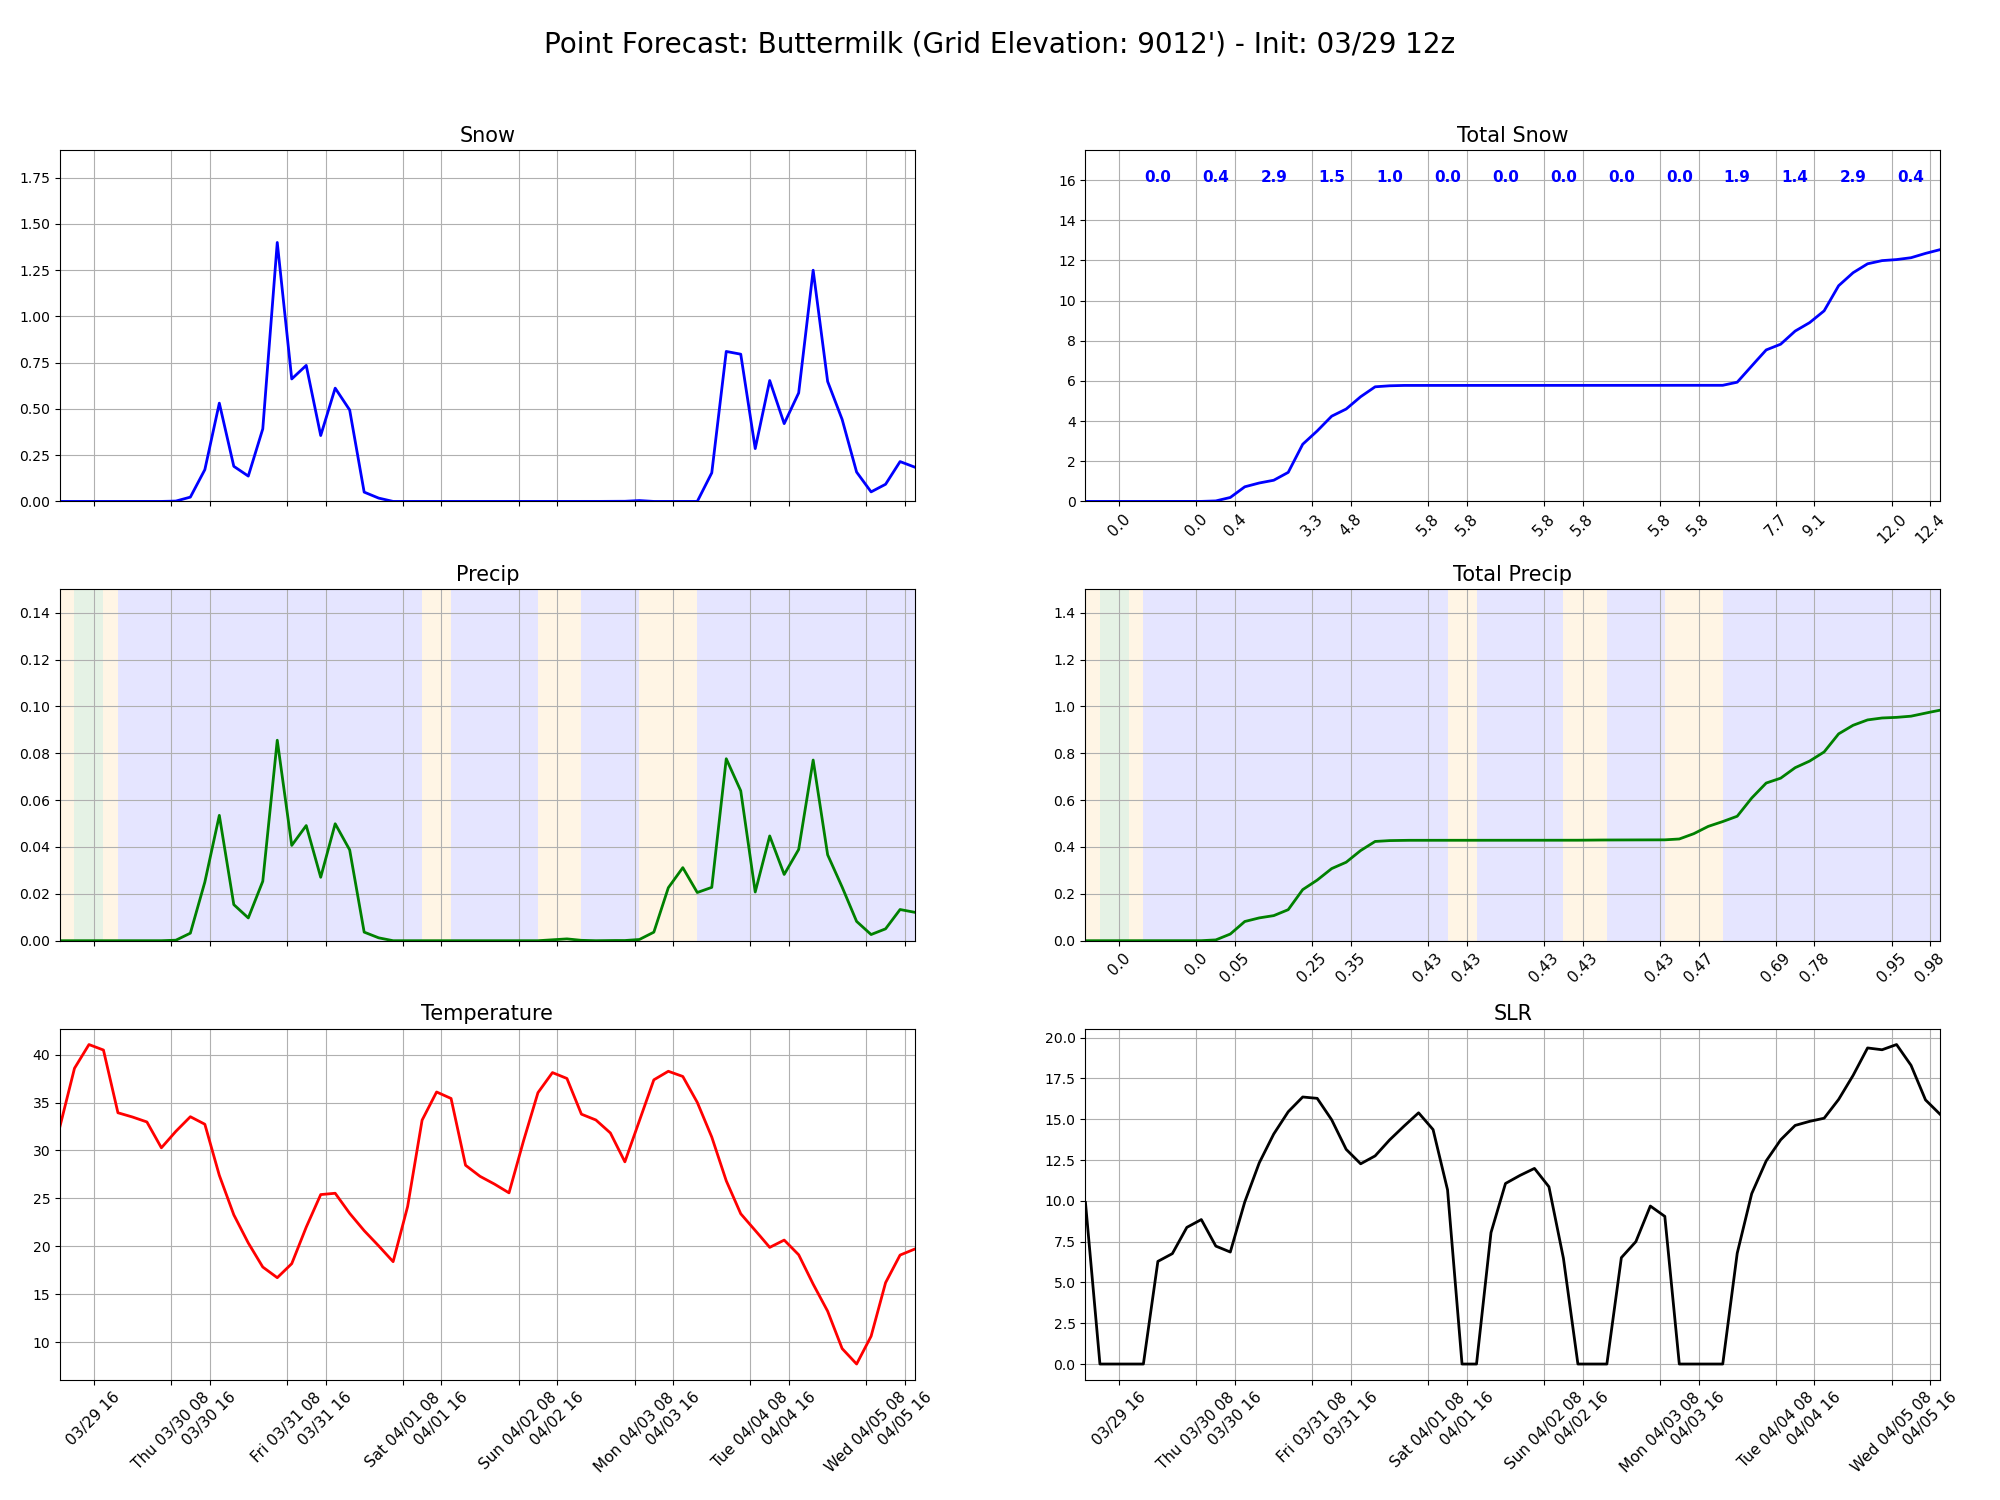 Point Forecast: Buttermilk (Grid Elevation: 9012') - Init: 03/29 12z
Snow
1.75
1.50
1.25
1.00
0.75
0.50
0.25
0.00
Total Snow
0.0 0.4 2.9 1.5 1.0 0.0 0.0 0.0 0.0 0.0 1.9 1.4 2.9 0.4
16
14
12
10
8
6
4
2
0
0.0 0.0 0.4 3.3 4.8 5.8 5.8 5.8 5.8 5.8 5.8 7.7 9.1 12.0 12.4
Precip
0.14
0.12
0.10
0.08
0.06
0.04
0.02
0.00
Total Precip
1.4
1.2
1.0
0.8
0.6
0.4
0.2
0.0
0.0 0.0 0.05 0.25 0.35 0.43 0.43 0.43 0.43 0.43 0.47 0.69 0.78 0.95 0.98
Temperature
40
35
30
25
20
15
10
03/29 16
Thu 03/30 08
03/30 16
Fri 03/31 08
03/31 16
Sat 04/01 08
04/01 16
Sun 04/02 08
04/02 16
Mon 04/03 08
04/03 16
Tue 04/04 08
04/04 16
Wed 04/05 08
04/05 16
SLR
20.0
17.5
15.0
12.5
10.0
7.5
5.0
2.5
0.0
03/29 16
Thu 03/30 08
03/30 16
Fri 03/31 08
03/31 16
Sat 04/01 08
04/01 16
Sun 04/02 08
04/02 16
Mon 04/03 08
04/03 16
Tue 04/04 08
04/04 16
Wed 04/05 08
04/05 16